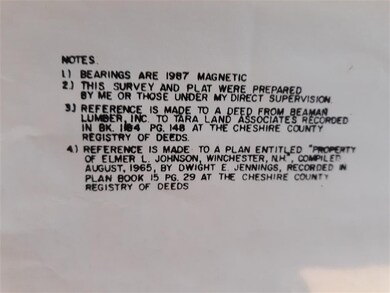 NOTES
1.) BEARINGS ARE 1987 MAGNETIC
2.) THIS SURVEY AND PLAT WERE PREPARED
BY ME OR THOSE UNDER MY DIRECT SUPERVISION.
3.) REFERENCE IS MADE TO A DEED FROM BEAMAN
LUMBER, INC. TO TARA LAND ASSOCIATES RECORDED
IN BK. PG. 148 AT THE CHESHIRE COUNTY
REGISTRY OF DEEDS.
4.) REFERENCE IS MADE TO A PLAN ENTITLED "PROPERTY
OF ELMER L. JOHNSON, WINCHESTER, N.H.", COMPILED
AUGUST, 1965, BY DWIGHT E. JENNINGS, RECORDED IN
PLAN BOOK 15 PG. 29 AT THE CHESHIRE COUNTY
REGISTRY OF DEEDS